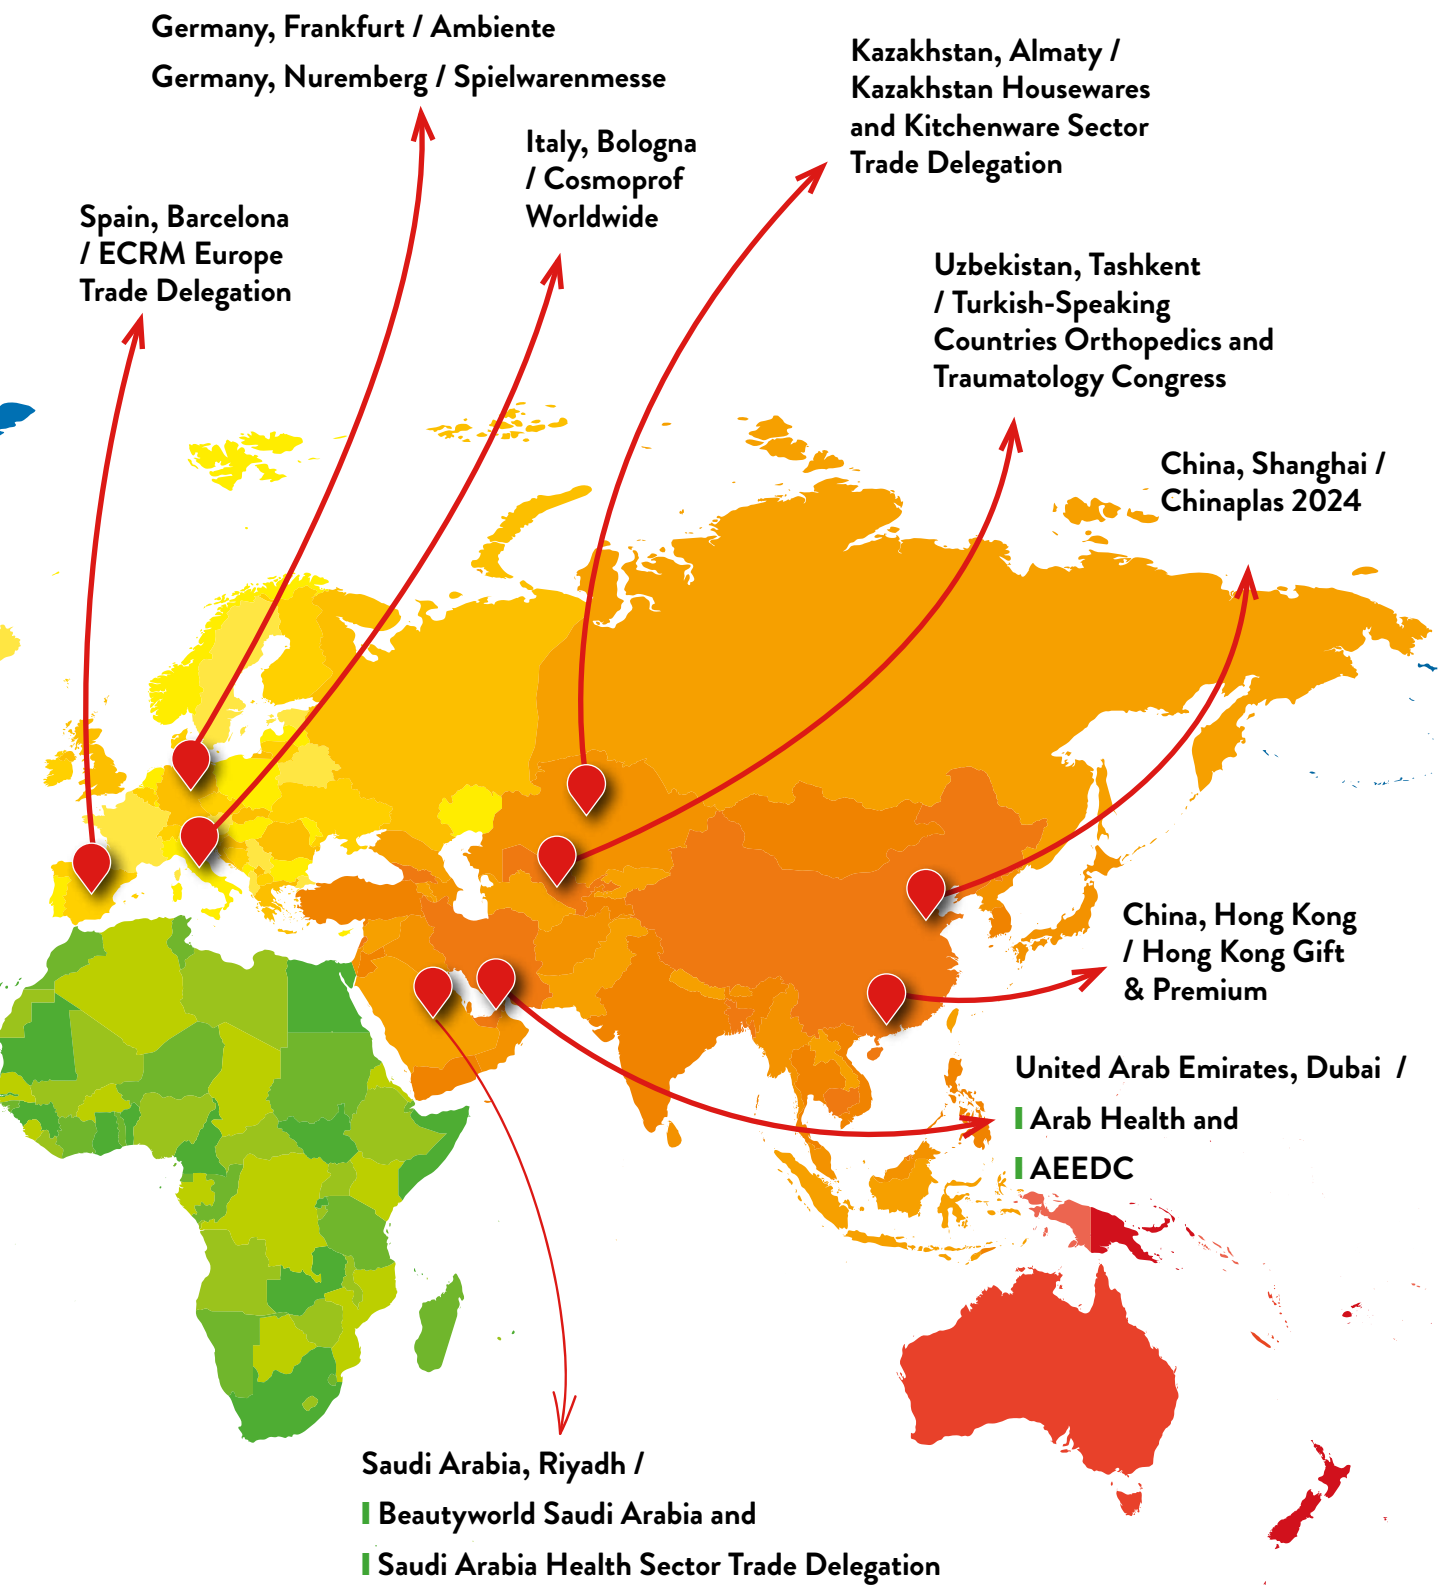 Germany, Frankfurt / Ambiente
Germany, Nuremberg / Spielwarenmesse
Kazakhstan, Almaty /
Kazakhstan Housewares
and Kitchenware Sector
Trade Delegation
Italy, Bologna
/ Cosmoprof
Worldwide
Spain, Barcelona
/ ECRM Europe
Trade Delegation
Uzbekistan, Tashkent
/ Turkish-Speaking
Countries Orthopedics and
Traumatology Congress
China, Shanghai /
Chinaplas 2024
China, Hong Kong
/ Hong Kong Gift
& Premium
United Arab Emirates, Dubai /
Arab Health and
AEEDC
Saudi Arabia, Riyadh /
Beautyworld Saudi Arabia and
Saudi Arabia Health Sector Trade Delegation